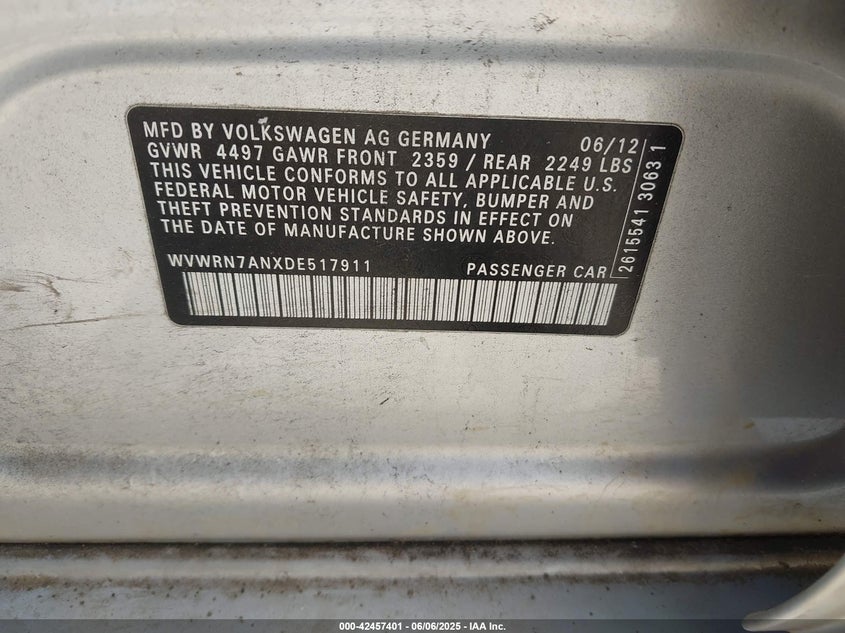 MFD BY VOLKSWAGEN AG GERMANY 06/12
GVWR 4497 GAWR FRONT 2359 / REAR 2249 LBS
THIS VEHICLE CONFORMS TO ALL APPLICABLE U.S.
FEDERAL MOTOR VEHICLE SAFETY, BUMPER AND
THEFT PREVENTION STANDARDS IN EFFECT ON
THE DATE OF MANUFACTURE SHOWN ABOVE.
WVWRN7ANXDE517911 PASSENGER CAR
2615541 3063 1
000-42457401 - 06/06/2025 - IAA Inc.